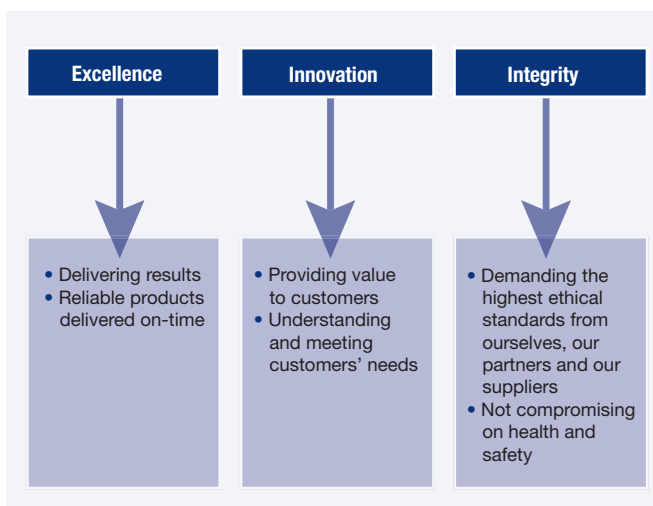 Excellence
Innovation
Integrity
• Delivering results
• Reliable products
delivered on-time
• Providing value
to customers
• Understanding
and meeting
customers’ needs
• Demanding the
highest ethical
standards from
ourselves, our
partners and our
suppliers
• Not compromising
on health and
safety